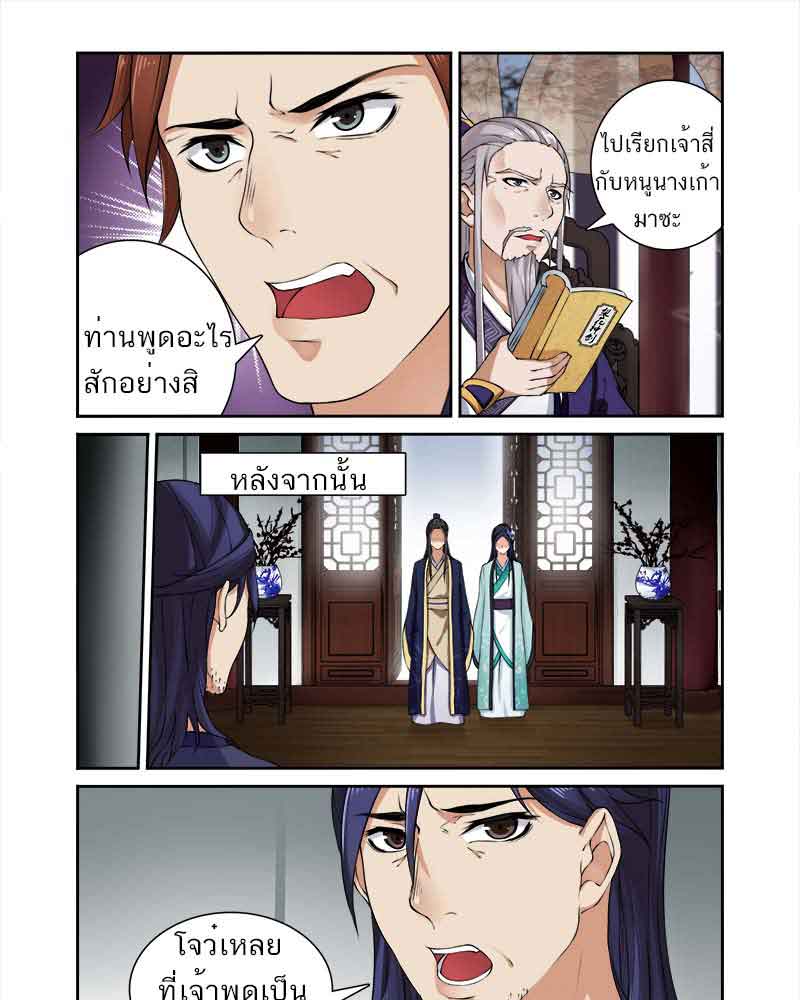 ท่านพูดอะไร
สักอย่างสิ
ไปเรียกเจ้าสี่
กับหนูนางเก้า
มาซะ
หลังจากนั้น
โจว๋เหลย
ที่เจ้าพูดเป็น